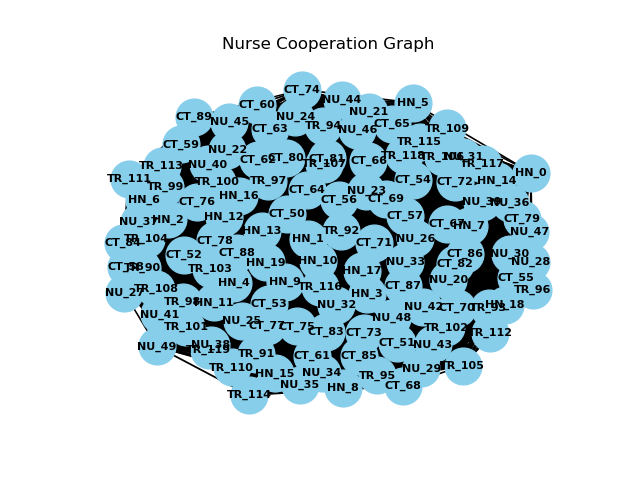 Nurse Cooperation Graph
CT_74
NU_44
CT_60
HN_5
NU_21
CT_89
NU_45
NU_24
CT_63
TR_94
NU_46
CT_65
TR_109
CT_59
NU_22
TR_115
TR_113
NU_40
CT_62
CT_80
CT_81
TR_107
CT_66
TR_118
NU_31
TR_117
HN_0
TR_111
TR_99
TR_100
TR_97
CT_54
CT_72
HN_14
HN_6
CT_76
HN_16
CT_64
CT_56
NU_23
CT_69
NU_36
NU_37
HN_2
HN_12
CT_50
CT_57
CT_67
HN_7
CT_79
NU_47
CT_84
TR_104
CT_78
HN_13
HN_1
TR_92
CT_71
NU_26
CT_52
CT_88
CT_86
NU_30
NU_28
TR_90
TR_103
HN_19
HN_10
HN_17
NU_33
CT_82
NU_27
TR_108
HN_4
HN_9
TR_116
HN_3
CT_87
NU_20
CT_55
TR_96
TR_98
HN_11
CT_53
NU_32
NU_42
CT_70
TR_93
HN_18
NU_41
TR_101
NU_25
CT_77
CT_75
CT_83
CT_73
NU_48
TR_102
TR_112
NU_49
NU_38
TR_119
TR_91
CT_61
CT_85
CT_51
NU_43
TR_110
HN_15
NU_34
TR_95
NU_29
TR_105
TR_114
NU_35
HN_8
CT_68